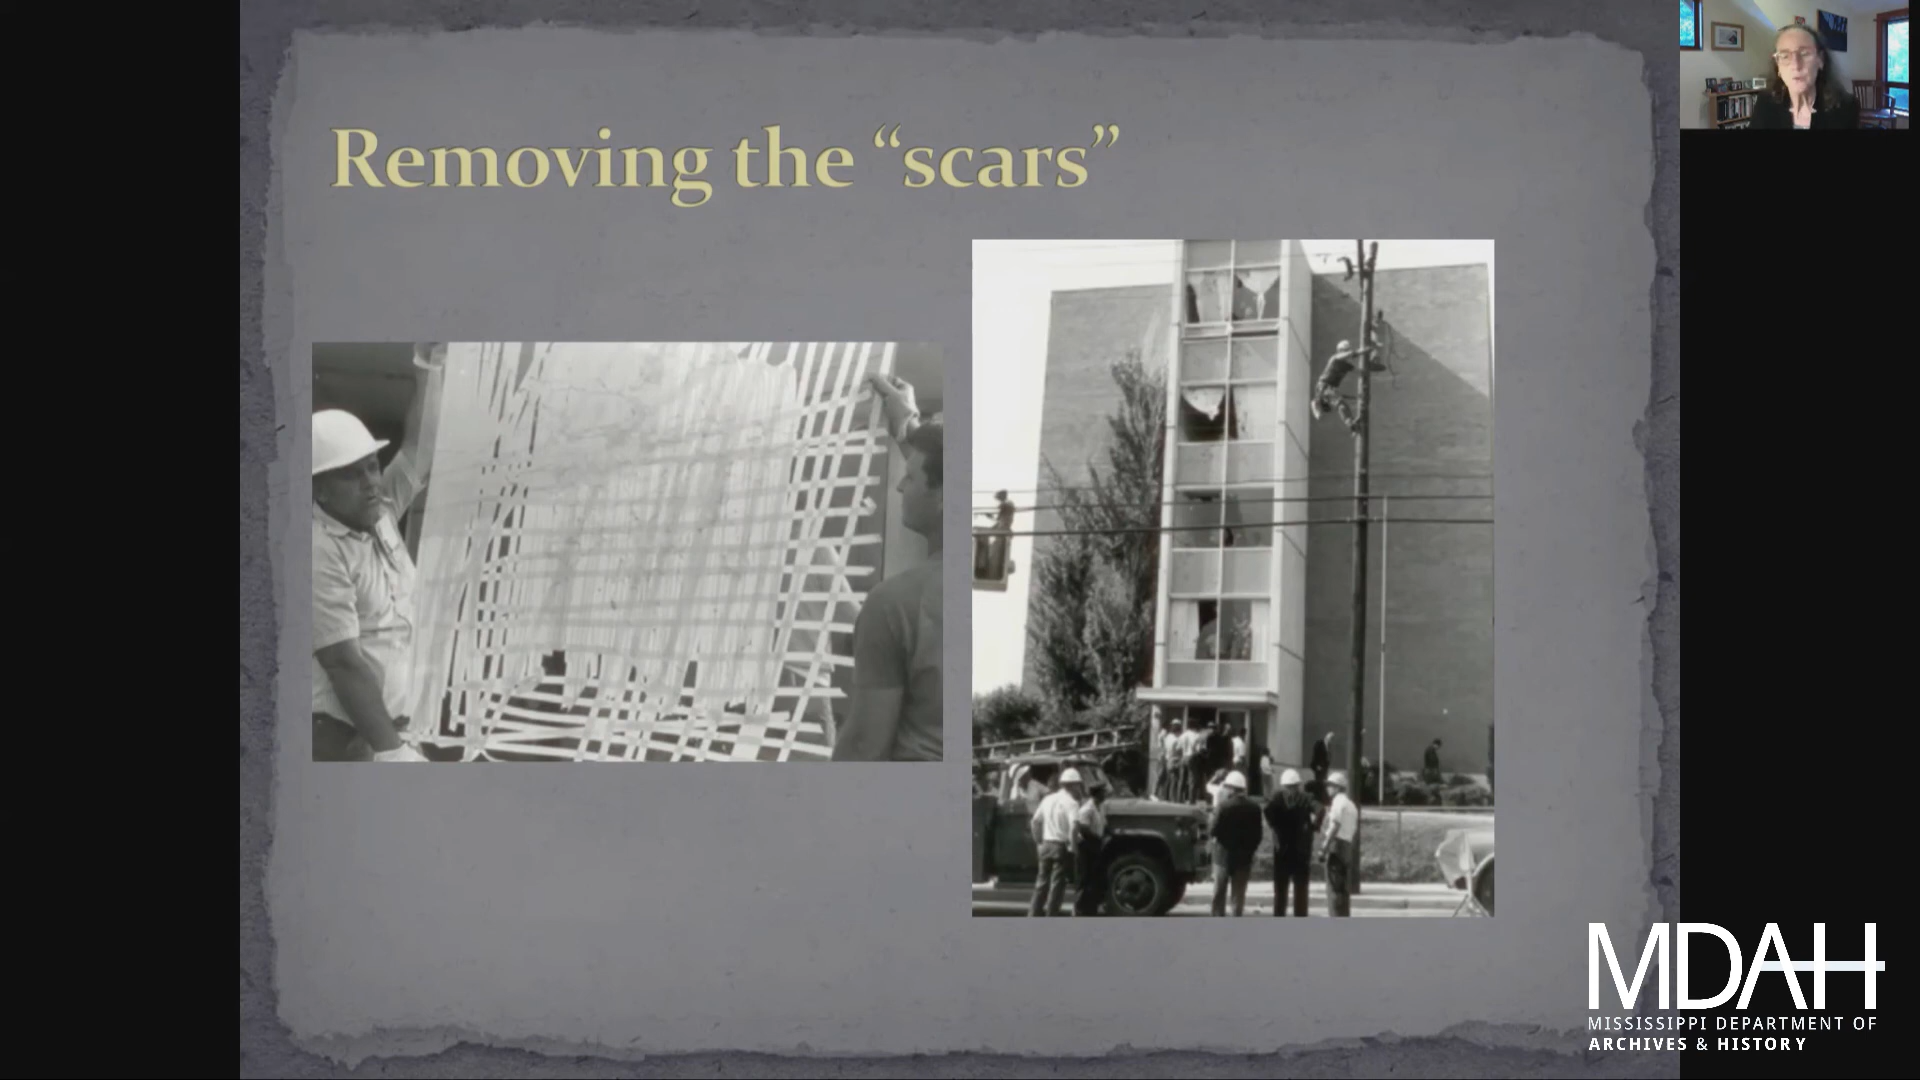 Removing the “scars”
MDAH
MISSISSIPPI DEPARTMENT OF
ARCHIVES & HISTORY